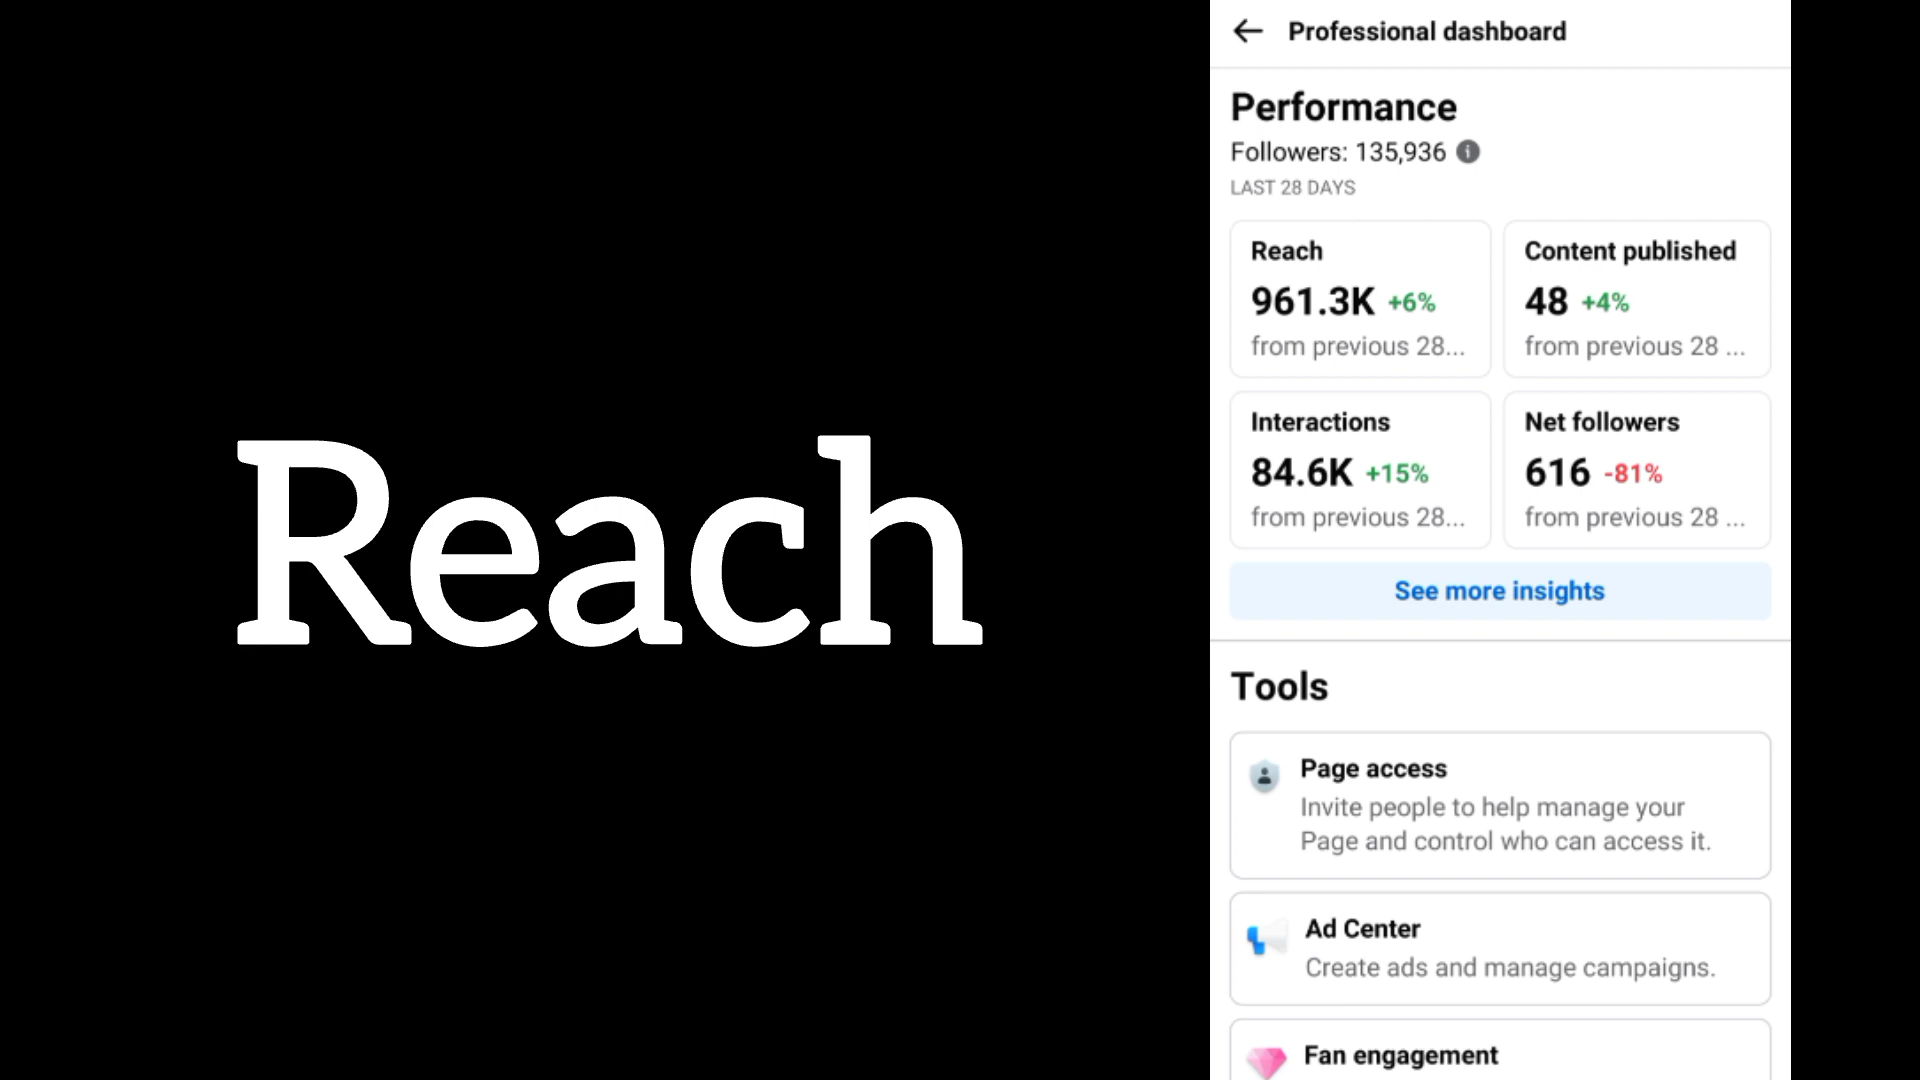 Reach
Professional dashboard
Performance
Followers: 135,936
LAST 28 DAYS
Reach
961.3K +6%
from previous 28...
Content published
48 +4%
from previous 28 ...
Interactions
84.6K +15%
from previous 28...
Net followers
616 -81%
from previous 28 ...
See more insights
Tools
Page access
Invite people to help manage your
Page and control who can access it.
Ad Center
Create ads and manage campaigns.
Fan engagement